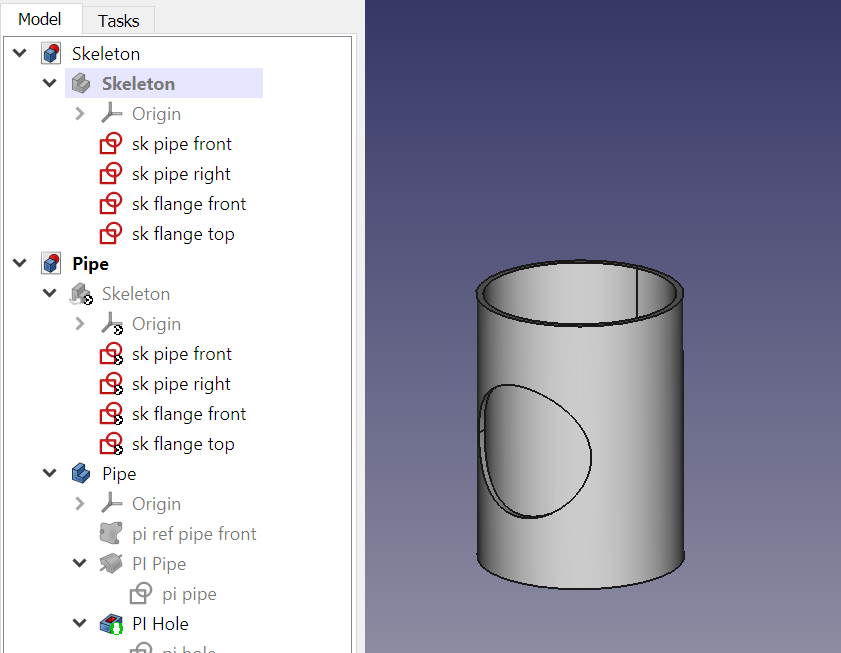 Model Tasks
Skeleton
Skeleton
Origin
sk pipe front
sk pipe right
sk flange front
sk flange top
Pipe
Skeleton
Origin
sk pipe front
sk pipe right
sk flange front
sk flange top
Pipe
Origin
pi ref pipe front
PI Pipe
pi pipe
PI Hole
pi hole